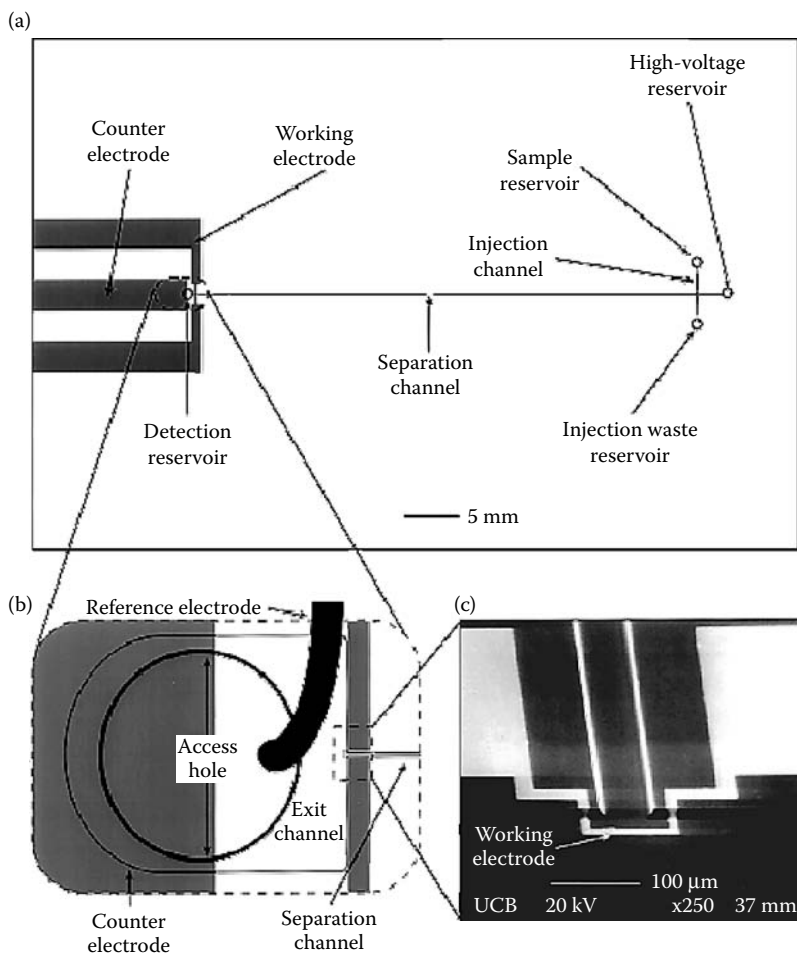 (a)
High-voltage
reservoir
Counter
electrode
Working
electrode
Sample
reservoir
Injection
channel
Separation
channel
Detection
reservoir
Injection waste
reservoir
5 mm
(b)
Reference electrode
Access
hole
Exit
channel
Counter
electrode
Separation
channel
(c)
Working
electrode
100 μm
UCB 20 kV x250 37 mm